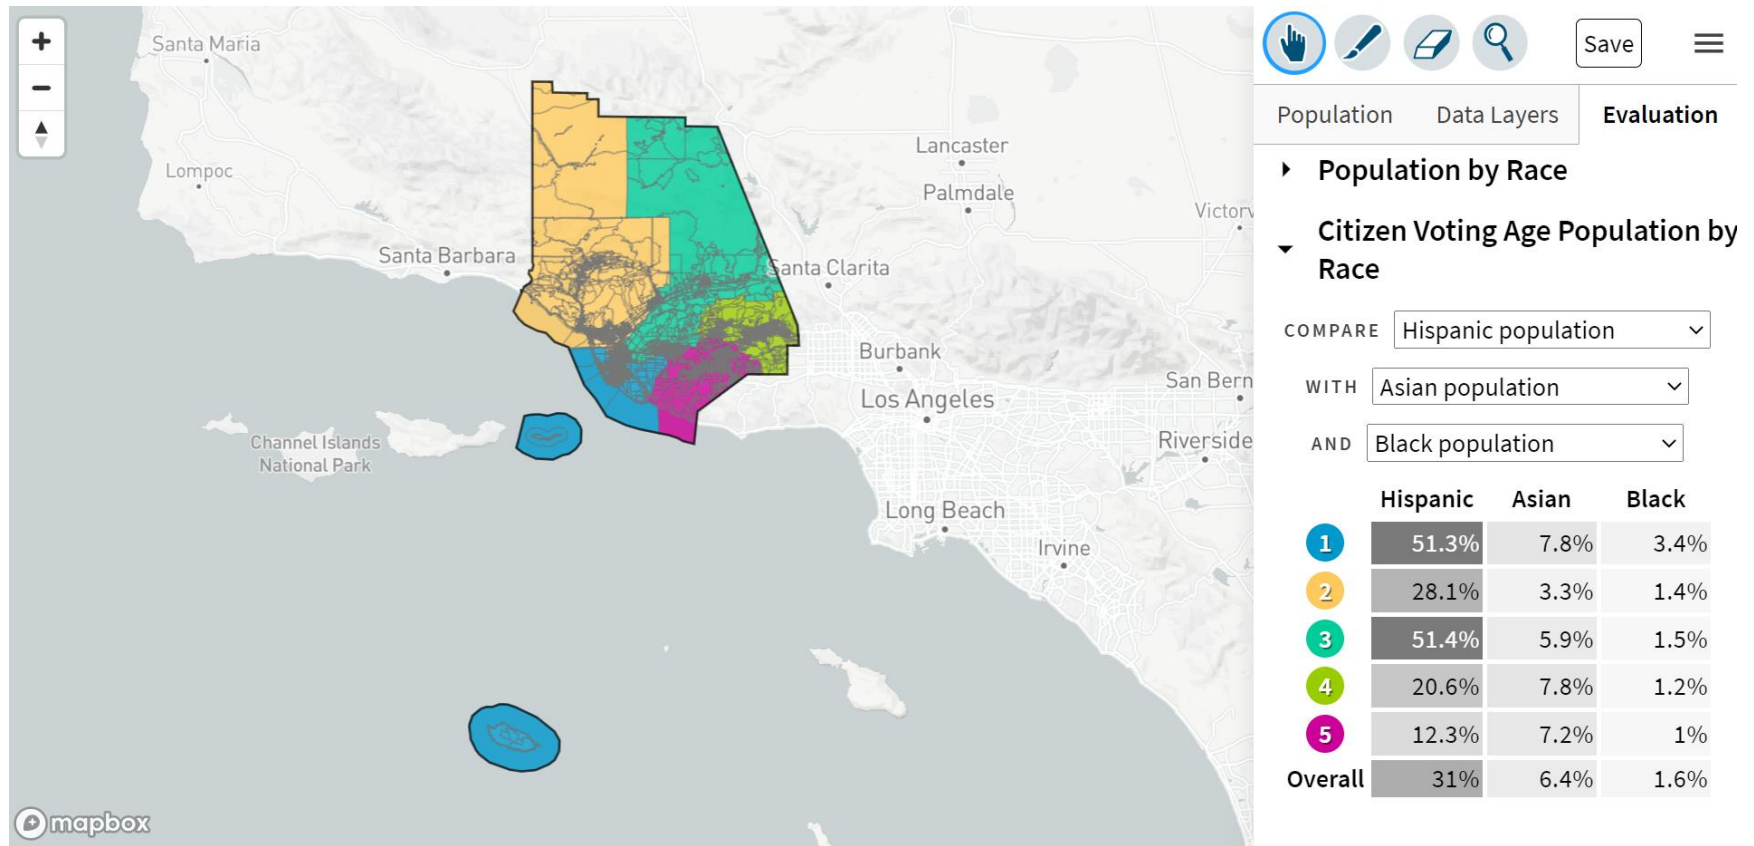 Santa Maria
Lompoc
Santa Barbara
Lancaster
Palmdale
Victorv
Santa Clarita
Burbank
Los Angeles
San Bern
Channel Islands
National Park
Riverside
Long Beach
Irvine
mapbox
Save
Population Data Layers Evaluation
Population by Race
Citizen Voting Age Population by
Race
COMPARE Hispanic population
WITH Asian population
AND Black population
Hispanic Asian Black
1 51.3% 7.8% 3.4%
2 28.1% 3.3% 1.4%
3 51.4% 5.9% 1.5%
4 20.6% 7.8% 1.2%
5 12.3% 7.2% 1%
Overall 31% 6.4% 1.6%